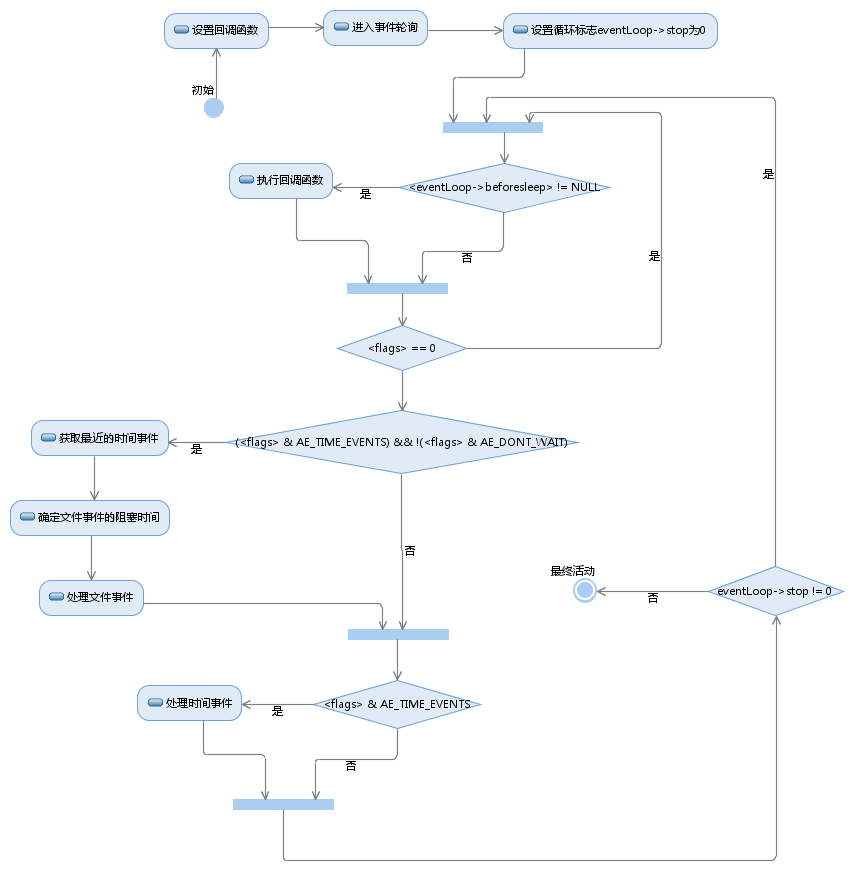 设置回调函数
进入事件轮询
设置循环标志eventLoop->stop为0
初始
执行回调函数
是
<eventLoop->beforesleep> != NULL
是
否
是
<flags> == 0
获取最近的时间事件
是
(<flags> & AE_TIME_EVENTS) && !(<flags> & AE_DONT_WAIT)
确定文件事件的阻塞时间
否
最终活动
处理文件事件
否
eventLoop->stop != 0
处理时间事件
是
<flags> & AE_TIME_EVENTS
否